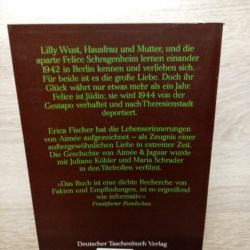 Lilly Wust, Hausfrau und Mutter, und die
aparte Felice Schragenheim lernen einander
1942 in Berlin kennen und verlieben sich.
Für beide ist es die große Liebe. Doch ihr
Glück währt nur etwas mehr als ein Jahr.
Felice ist Jüdin; sie wird 1944 von der
Gestapo verhaftet und nachTheresienstadt
deportiert.
Erica Fischer hat die Lebenserinnerungen
von Aimée aufgezeichnet – als Zeugnis einer
außergewöhnlichen Liebe in extremer Zeit.
Die Geschichte von Aimée & Jaguar wurde
mit Juliane Köhler und Maria Schrader
in den Titelrollen verfilmt.
»Das Buch ist eine dichte Recherche von
Fakten und Empfindungen, ist so ergreifend
wie informativ.«
Frankfurter Rundschau
Deutscher Taschenbuch Verlag